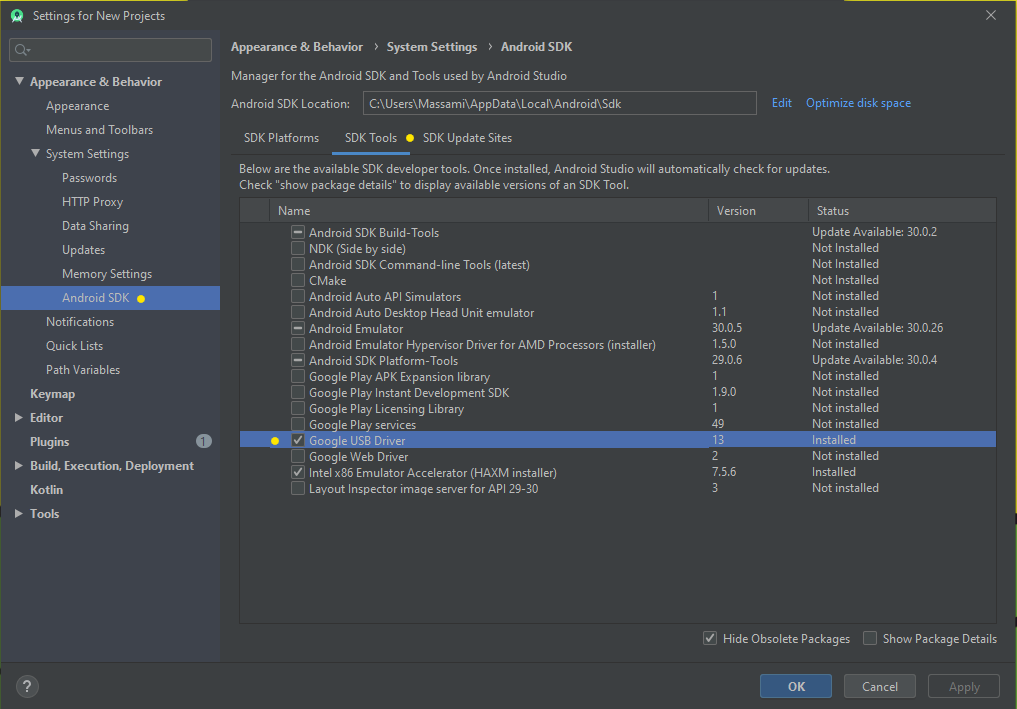 Settings for New Projects
Appearance & Behavior
Appearance
Menus and Toolbars
System Settings
Passwords
HTTP Proxy
Data Sharing
Updates
Memory Settings
Android SDK
Notifications
Quick Lists
Path Variables
Keymap
Editor
Plugins 1
Build, Execution, Deployment
Kotlin
Tools
Appearance & Behavior › System Settings › Android SDK
Manager for the Android SDK and Tools used by Android Studio
Android SDK Location: C:\Users\Massami\AppData\Local\Android\Sdk Edit Optimize disk space
SDK Platforms SDK Tools SDK Update Sites
Below are the available SDK developer tools. Once installed, Android Studio will automatically check for updates.
Check "show package details" to display available versions of an SDK Tool.
Name Version Status
Android SDK Build-Tools Update Available: 30.0.2
NDK (Side by side) Not Installed
Android SDK Command-line Tools (latest) Not Installed
CMake Not Installed
Android Auto API Simulators 1 Not installed
Android Auto Desktop Head Unit emulator 1.1 Not installed
Android Emulator 30.0.5 Update Available: 30.0.26
Android Emulator Hypervisor Driver for AMD Processors (installer) 1.5.0 Not installed
Android SDK Platform-Tools 29.0.6 Update Available: 30.0.4
Google Play APK Expansion library 1 Not installed
Google Play Instant Development SDK 1.9.0 Not installed
Google Play Licensing Library 1 Not installed
Google Play services 49 Not installed
Google USB Driver 13 Installed
Google Web Driver 2 Not installed
Intel x86 Emulator Accelerator (HAXM installer) 7.5.6 Installed
Layout Inspector image server for API 29-30 3 Not installed
Hide Obsolete Packages Show Package Details
? OK Cancel Apply